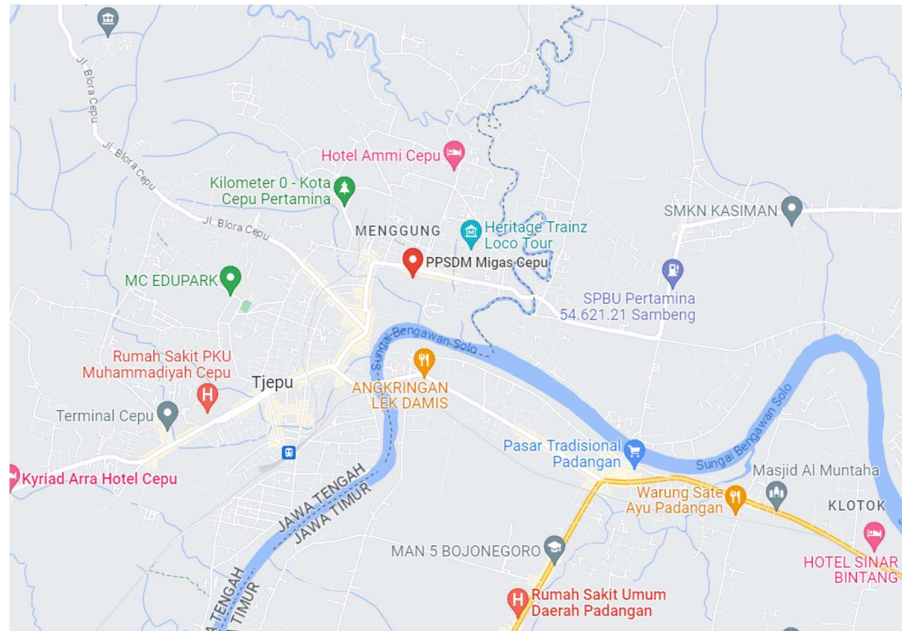 Jl. Blora Cepu
Jl. Blora Cepu
Jl. Blora Cepu
Hotel Ammi Cepu
Kilometer 0 - Kota
Cepu Pertamina
MENGGUNG
Heritage Trainz
Loco Tour
SMKN KASIMAN
PPSDM Migas Cepu
MC EDUPARK
SPBU Pertamina
54.621.21 Sambeng
Sungai Bengawan Solo
Rumah Sakit PKU
Muhammadiyah Cepu
Tjepu
ANGKRINGAN
LEK DAMIS
Terminal Cepu
Sungai Bengawan Solo
Pasar Tradisional
Padangan
Kyriad Arra Hotel Cepu
Masjid Al Muntaha
Warung Sate
Ayu Padangan
KLOTOK
JAWA TENGAH
JAWA TIMUR
MAN 5 BOJONEGORO
HOTEL SINAR
BINTANG
Rumah Sakit Umum
Daerah Padangan
TENGAH
TIMUR